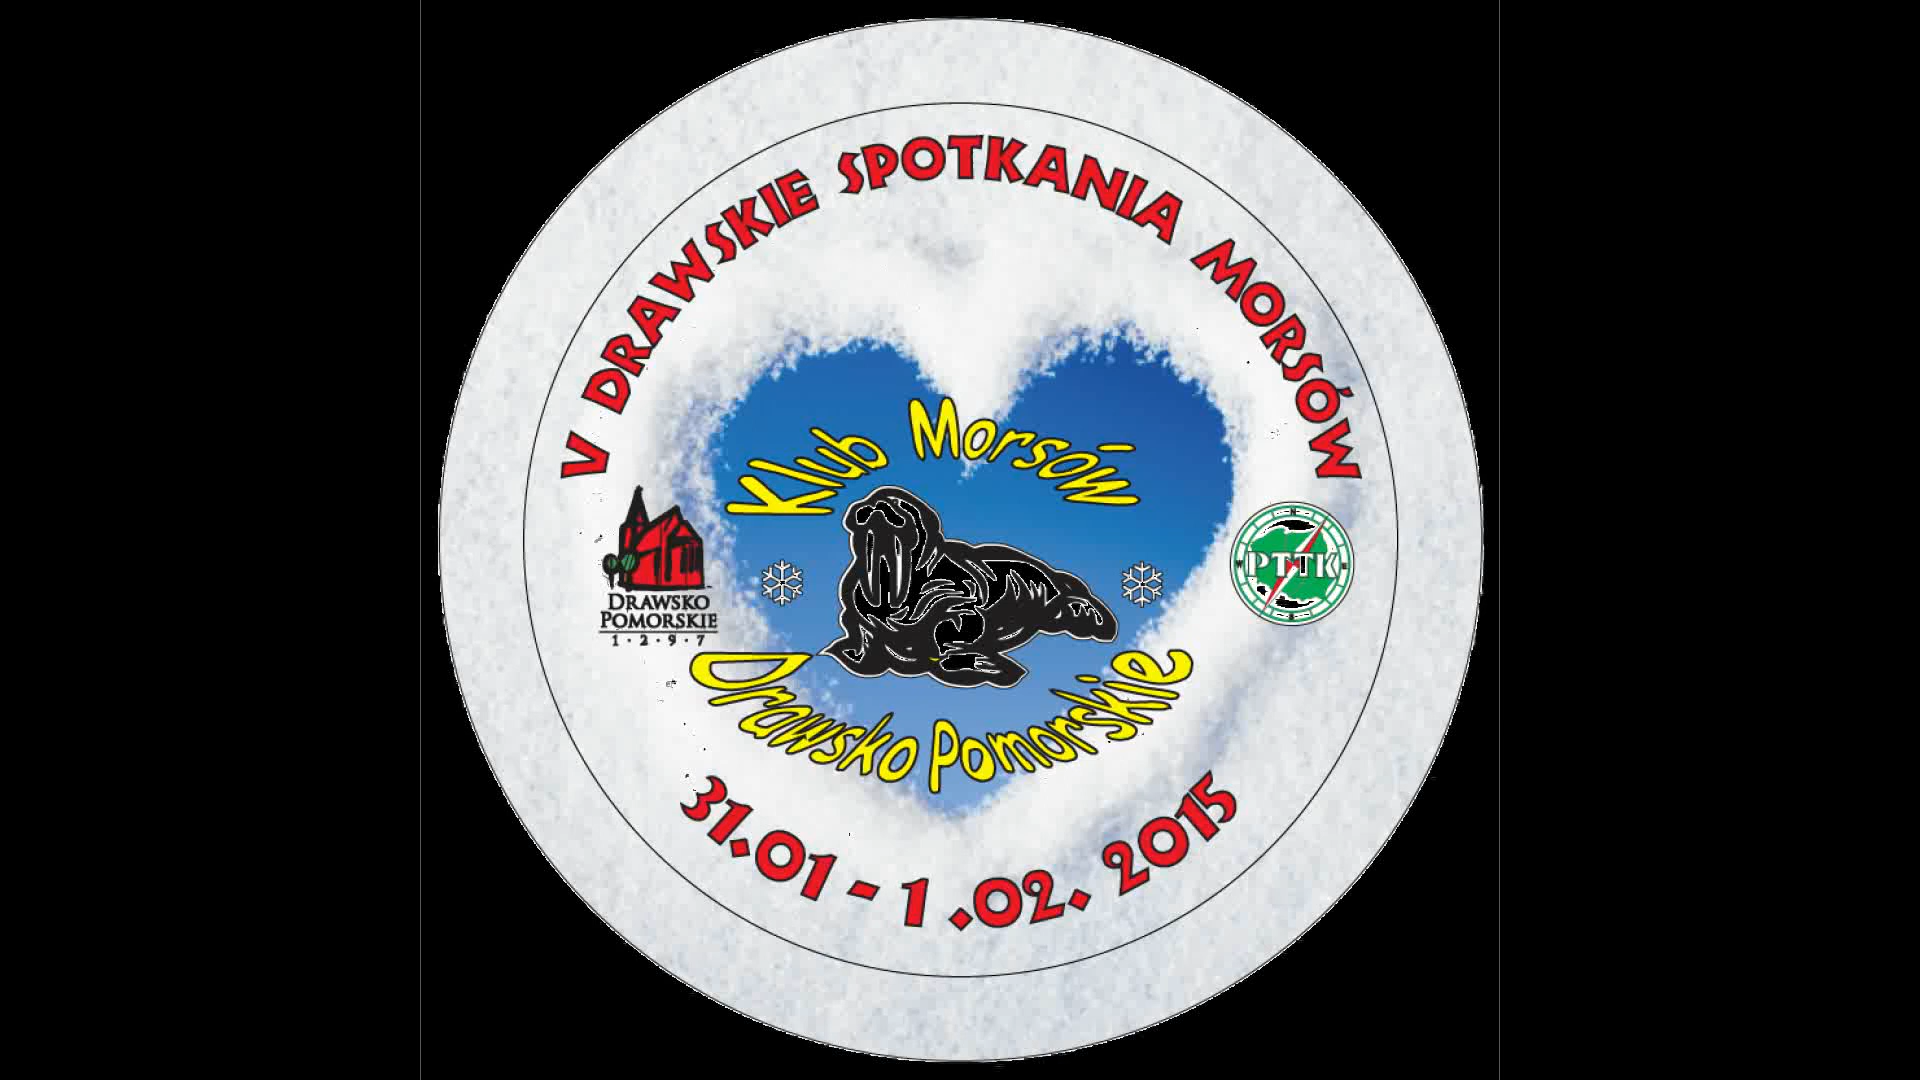 V DRAWSKIE SPOTKANIA MORSÓW
Klub Morsów
DRAWSKO
POMORSKIE
1·2·9·7
N
W PTTK E
S
Drawsko Pomorskie
31.01 - 1.02. 2015